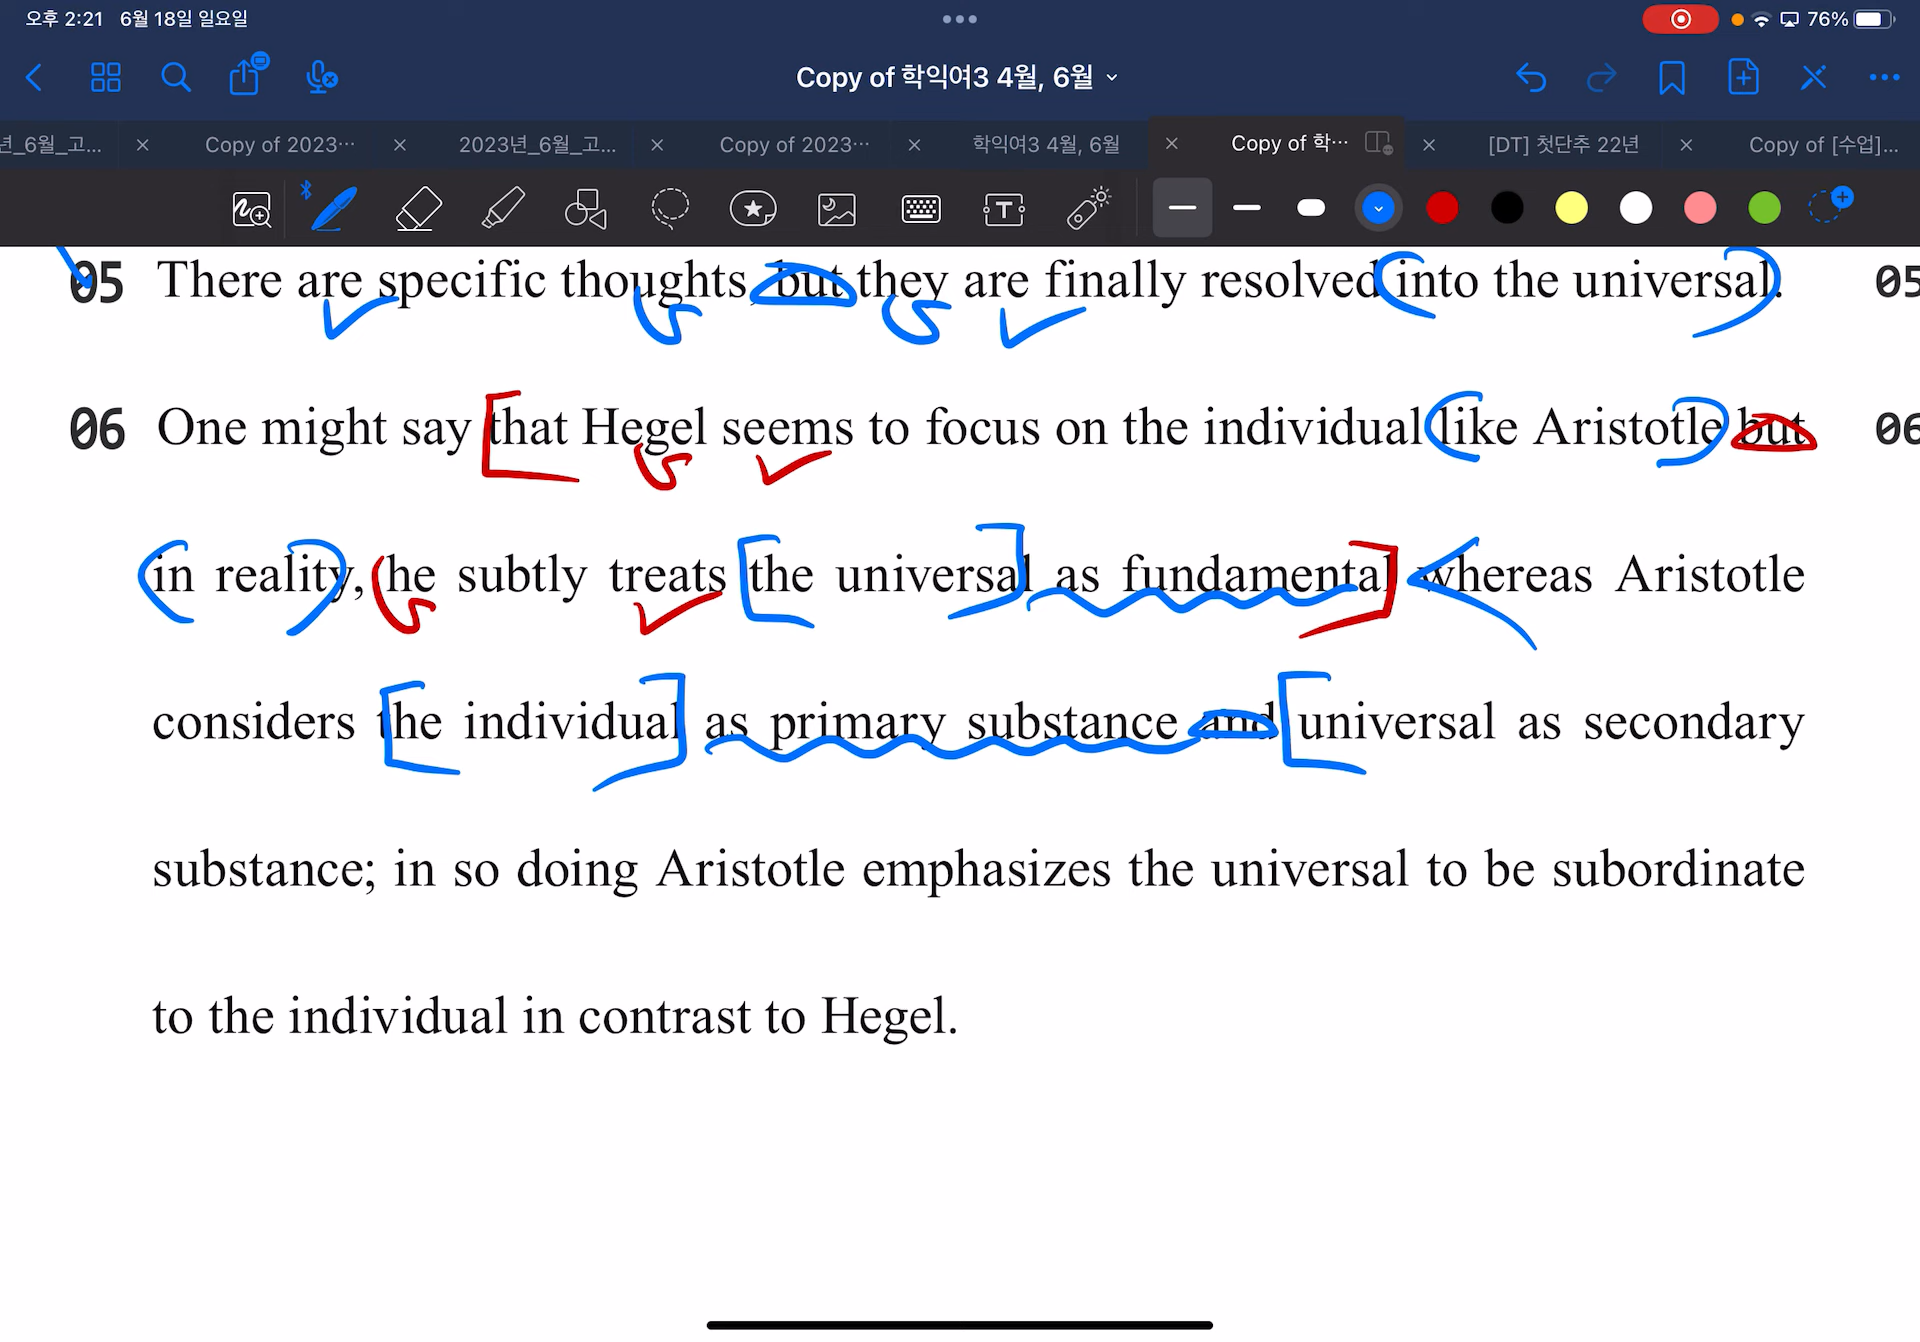 오후 2:21 6월 18일 일요일
76%
Copy of 학익여3 4월, 6월
년_6월_고... Copy of 2023··· 2023년_6월_고... Copy of 2023··· 학익여3 4월, 6월 Copy of 학··· [DT] 첫단추 22년 Copy of [수업]...
05 There are specific thoughts, but they are finally resolved into the universal. 05
06 One might say that Hegel seems to focus on the individual like Aristotle but 06
in reality, he subtly treats the universal as fundamental whereas Aristotle
considers the individual as primary substance and universal as secondary
substance; in so doing Aristotle emphasizes the universal to be subordinate
to the individual in contrast to Hegel.